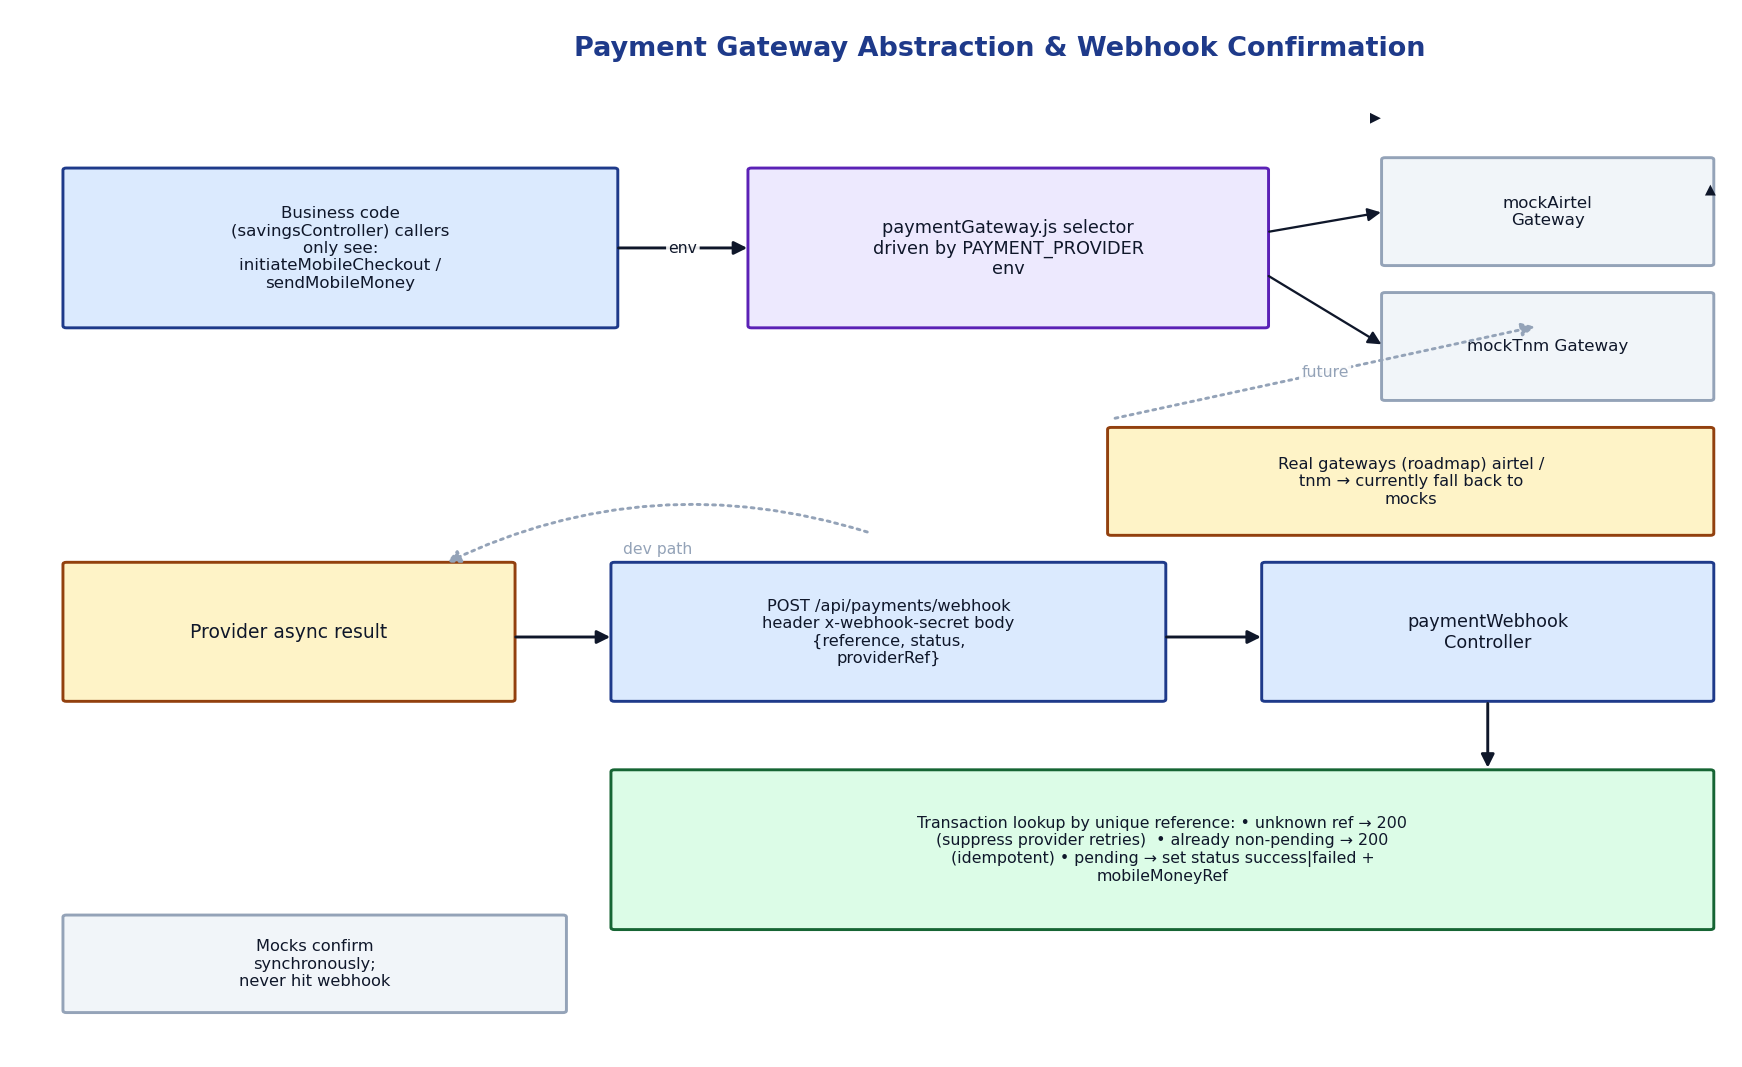 Payment Gateway Abstraction & Webhook Confirmation
Business code
(savingsController) callers
only see:
initiateMobileCheckout /
sendMobileMoney
env
paymentGateway.js selector
driven by PAYMENT_PROVIDER
env
mockAirtel
Gateway
mockTnm Gateway
future
Real gateways (roadmap) airtel /
tnm → currently fall back to
mocks
dev path
Provider async result
POST /api/payments/webhook
header x-webhook-secret body
{reference, status,
providerRef}
paymentWebhook
Controller
Transaction lookup by unique reference: • unknown ref → 200
(suppress provider retries)  • already non-pending → 200
(idempotent) • pending → set status success|failed +
mobileMoneyRef
Mocks confirm
synchronously;
never hit webhook